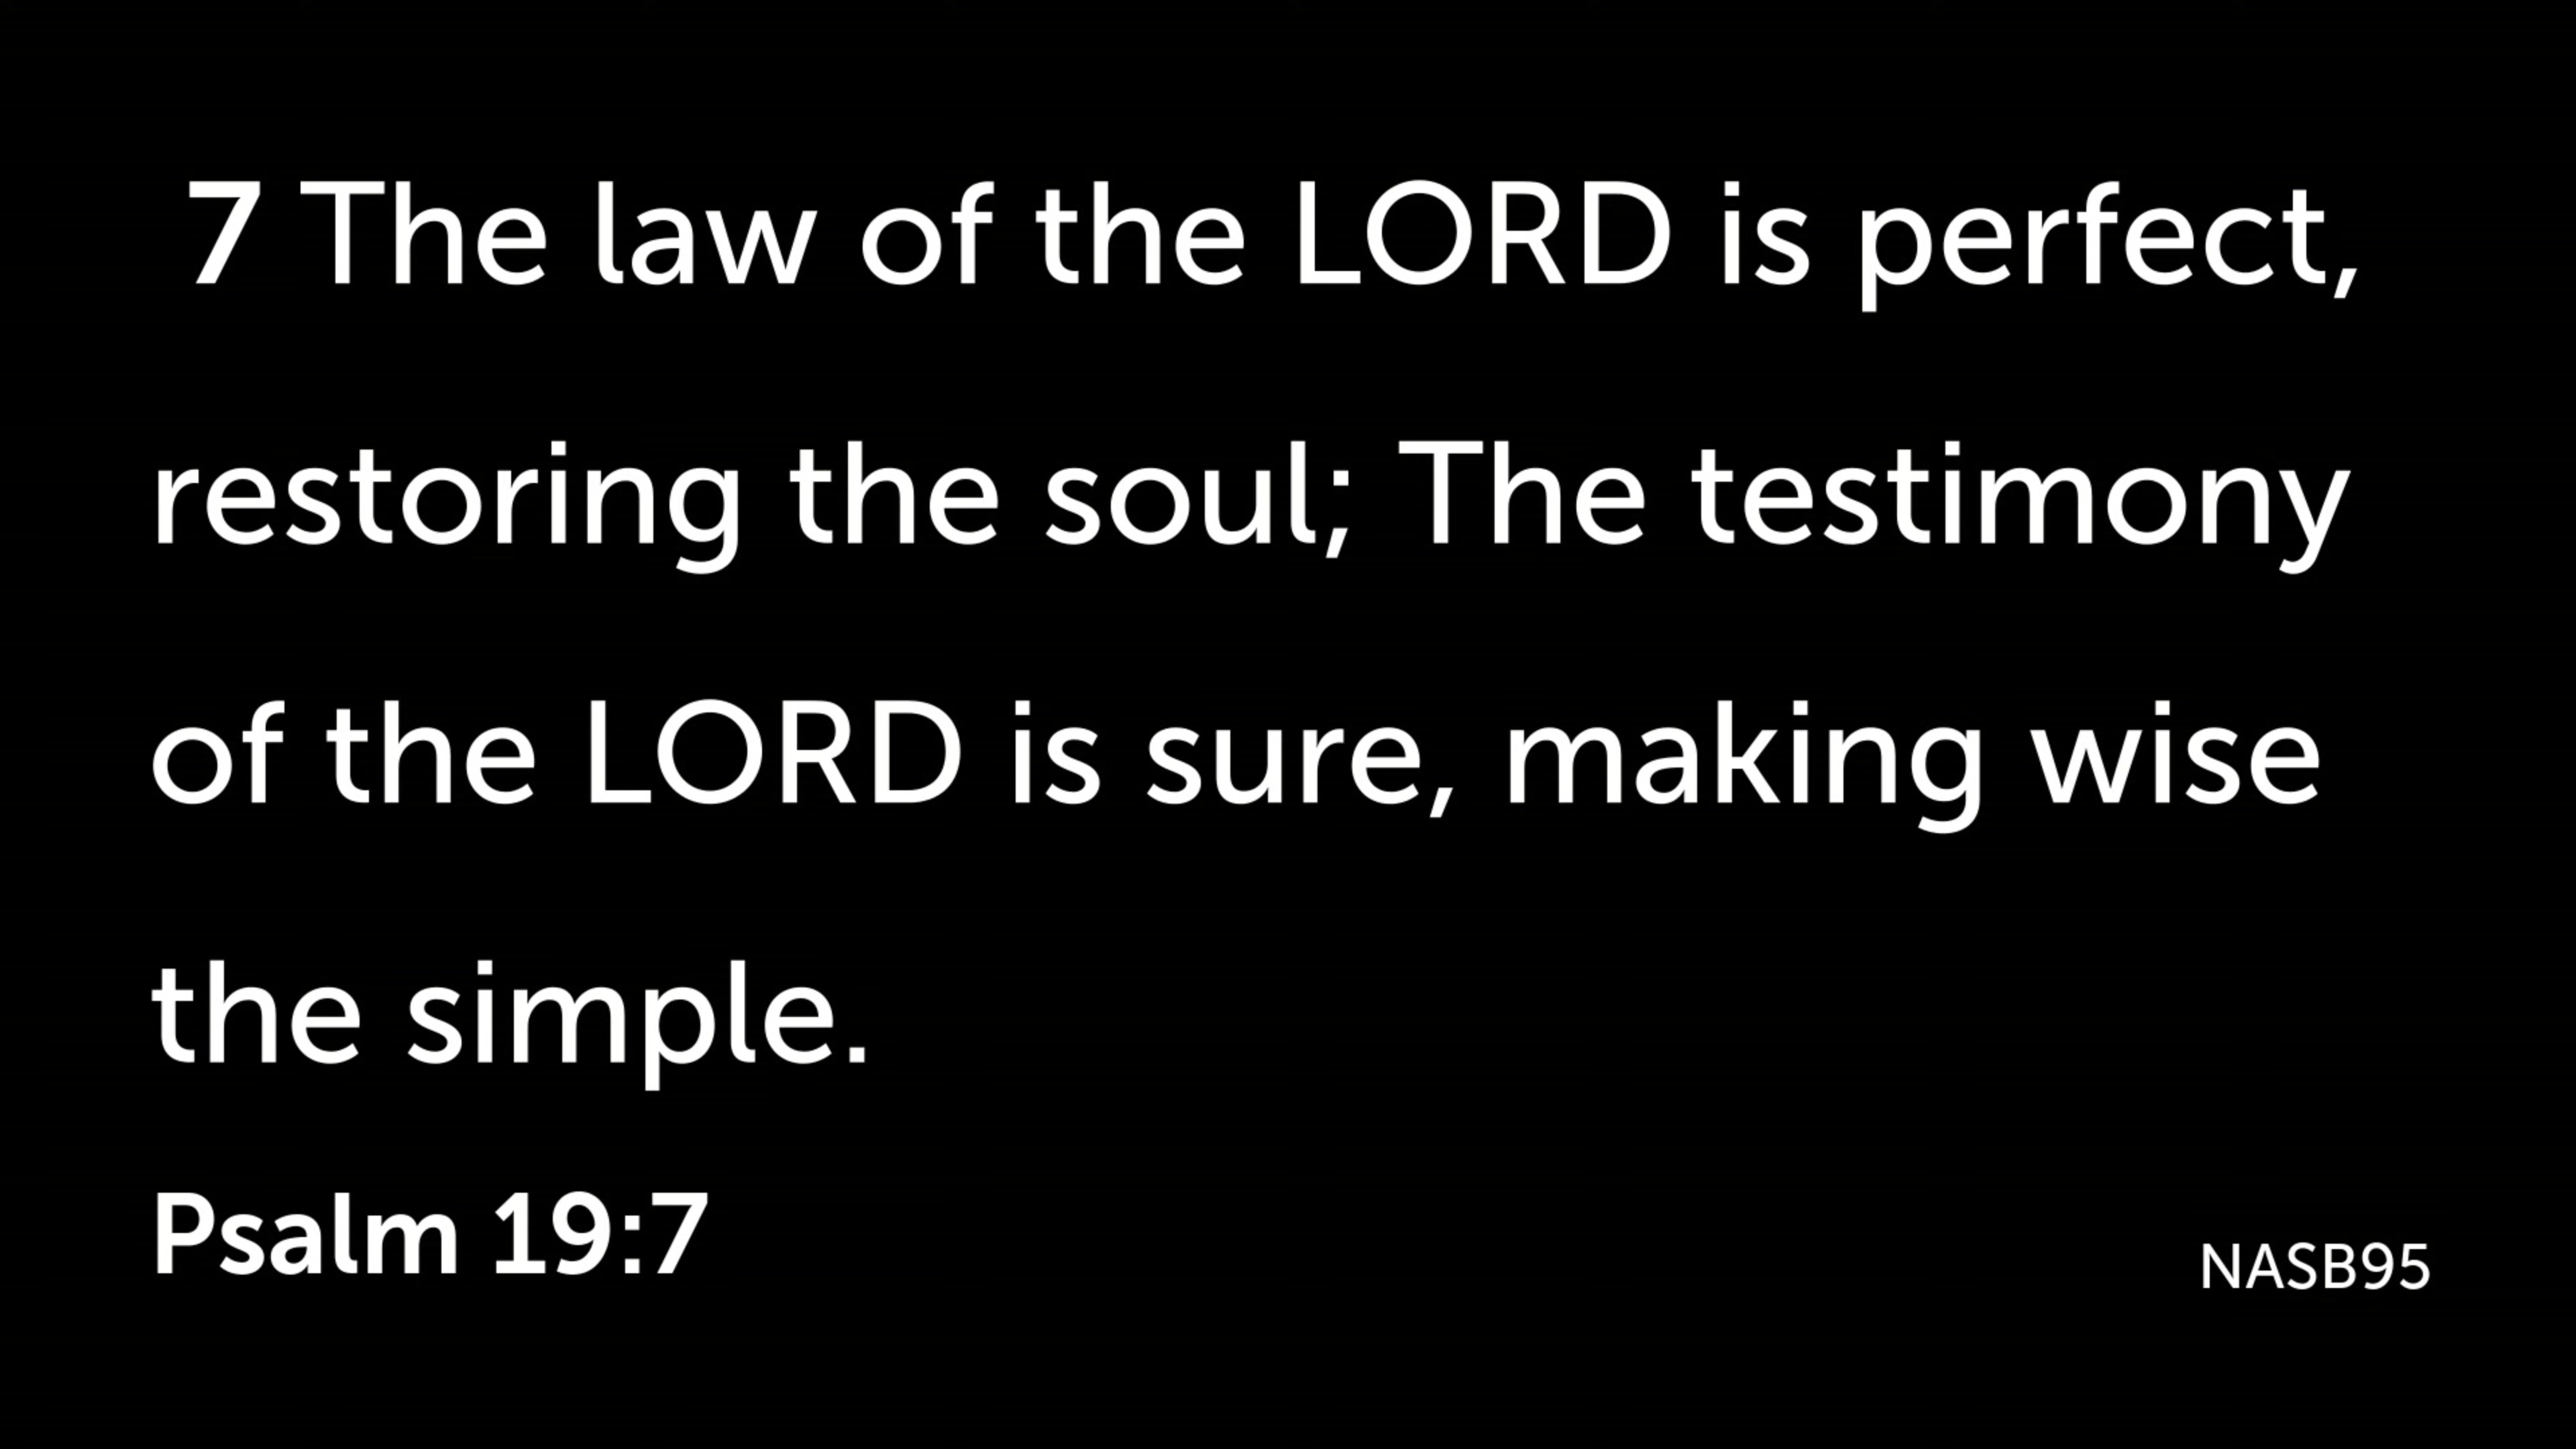 7 The law of the LORD is perfect,
restoring the soul; The testimony
of the LORD is sure, making wise
the simple.
Psalm 19:7
NASB95